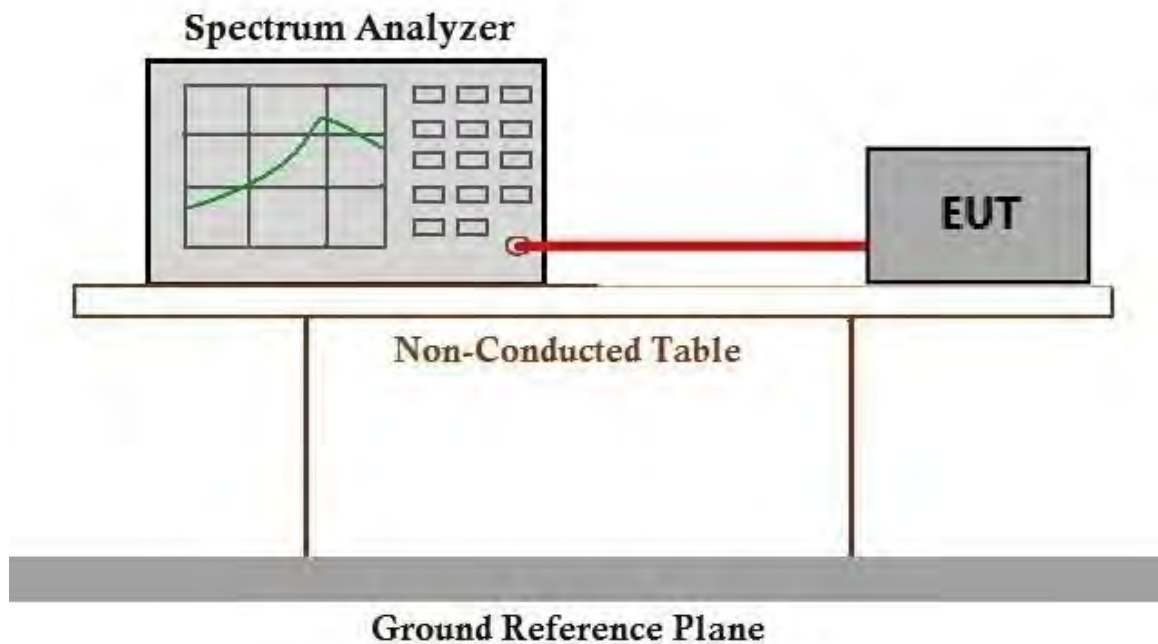 Spectrum Analyzer
EUT
Non-Conducted Table
Ground Reference Plane